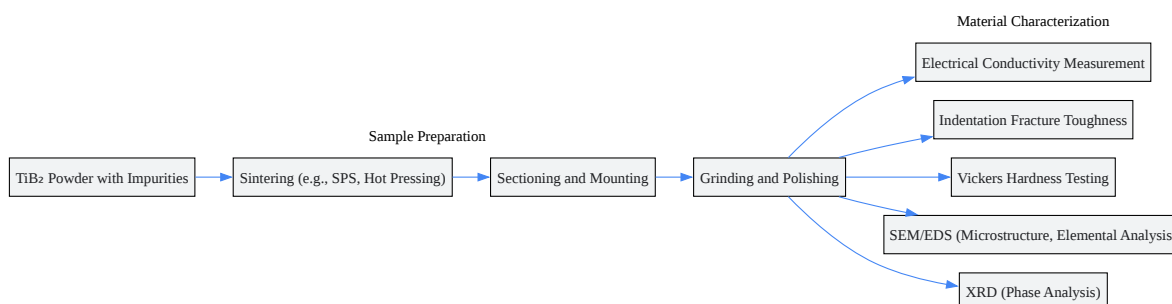 Material Characterization
Electrical Conductivity Measurement
Indentation Fracture Toughness
Sample Preparation
TiB₂ Powder with Impurities
Sintering (e.g., SPS, Hot Pressing)
Sectioning and Mounting
Grinding and Polishing
Vickers Hardness Testing
SEM/EDS (Microstructure, Elemental Analysis
XRD (Phase Analysis)